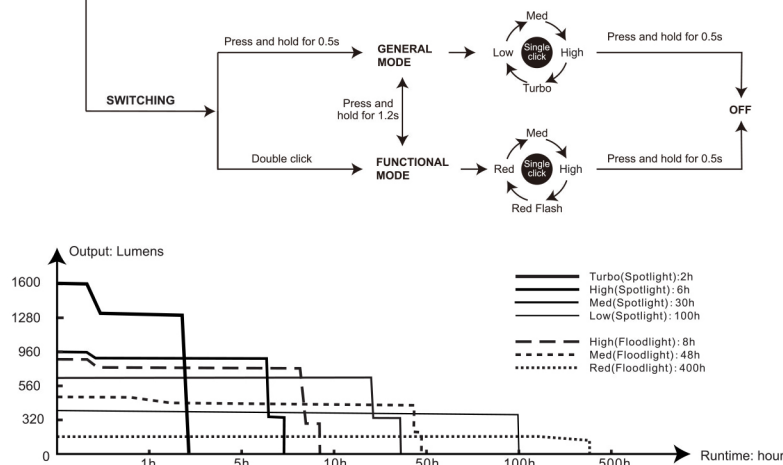 Med
Press and hold for 0.5s
GENERAL
MODE
Low
Single
click
High
Press and hold for 0.5s
Turbo
SWITCHING
Press and
hold for 1.2s
OFF
Med
Double click
FUNCTIONAL
MODE
Red
Single
click
High
Press and hold for 0.5s
Red Flash
Output: Lumens
1600
1280
960
560
320
0
Turbo(Spotlight):2h
High(Spotlight): 6h
Med(Spotlight): 30h
Low(Spotlight): 100h
High(Floodlight): 8h
Med(Floodlight): 48h
Red(Floodlight): 400h
1h
5h
10h
50h
100h
500h
Runtime: hour